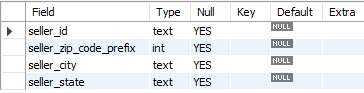 Field Type Null Key Default Extra
seller_id text YES NULL
seller_zip_code_prefix int YES NULL
seller_city text YES NULL
seller_state text YES NULL